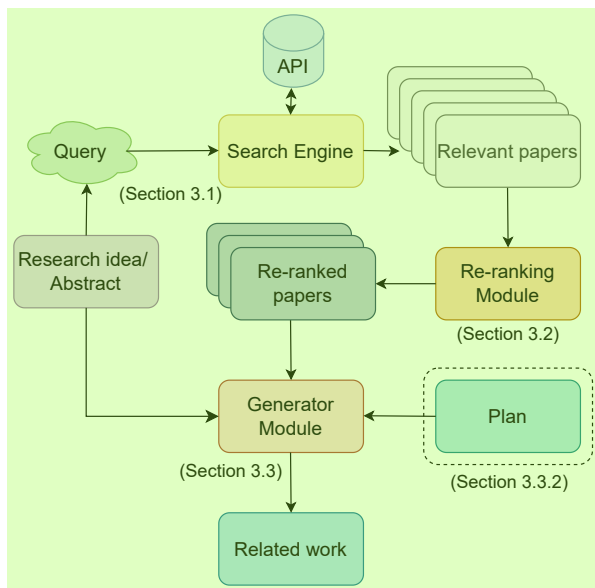 API
Query
Search Engine
Relevant papers
(Section 3.1)
Research idea/
Abstract
Re-ranked
papers
Re-ranking
Module
(Section 3.2)
Generator
Module
Plan
(Section 3.3)
(Section 3.3.2)
Related work